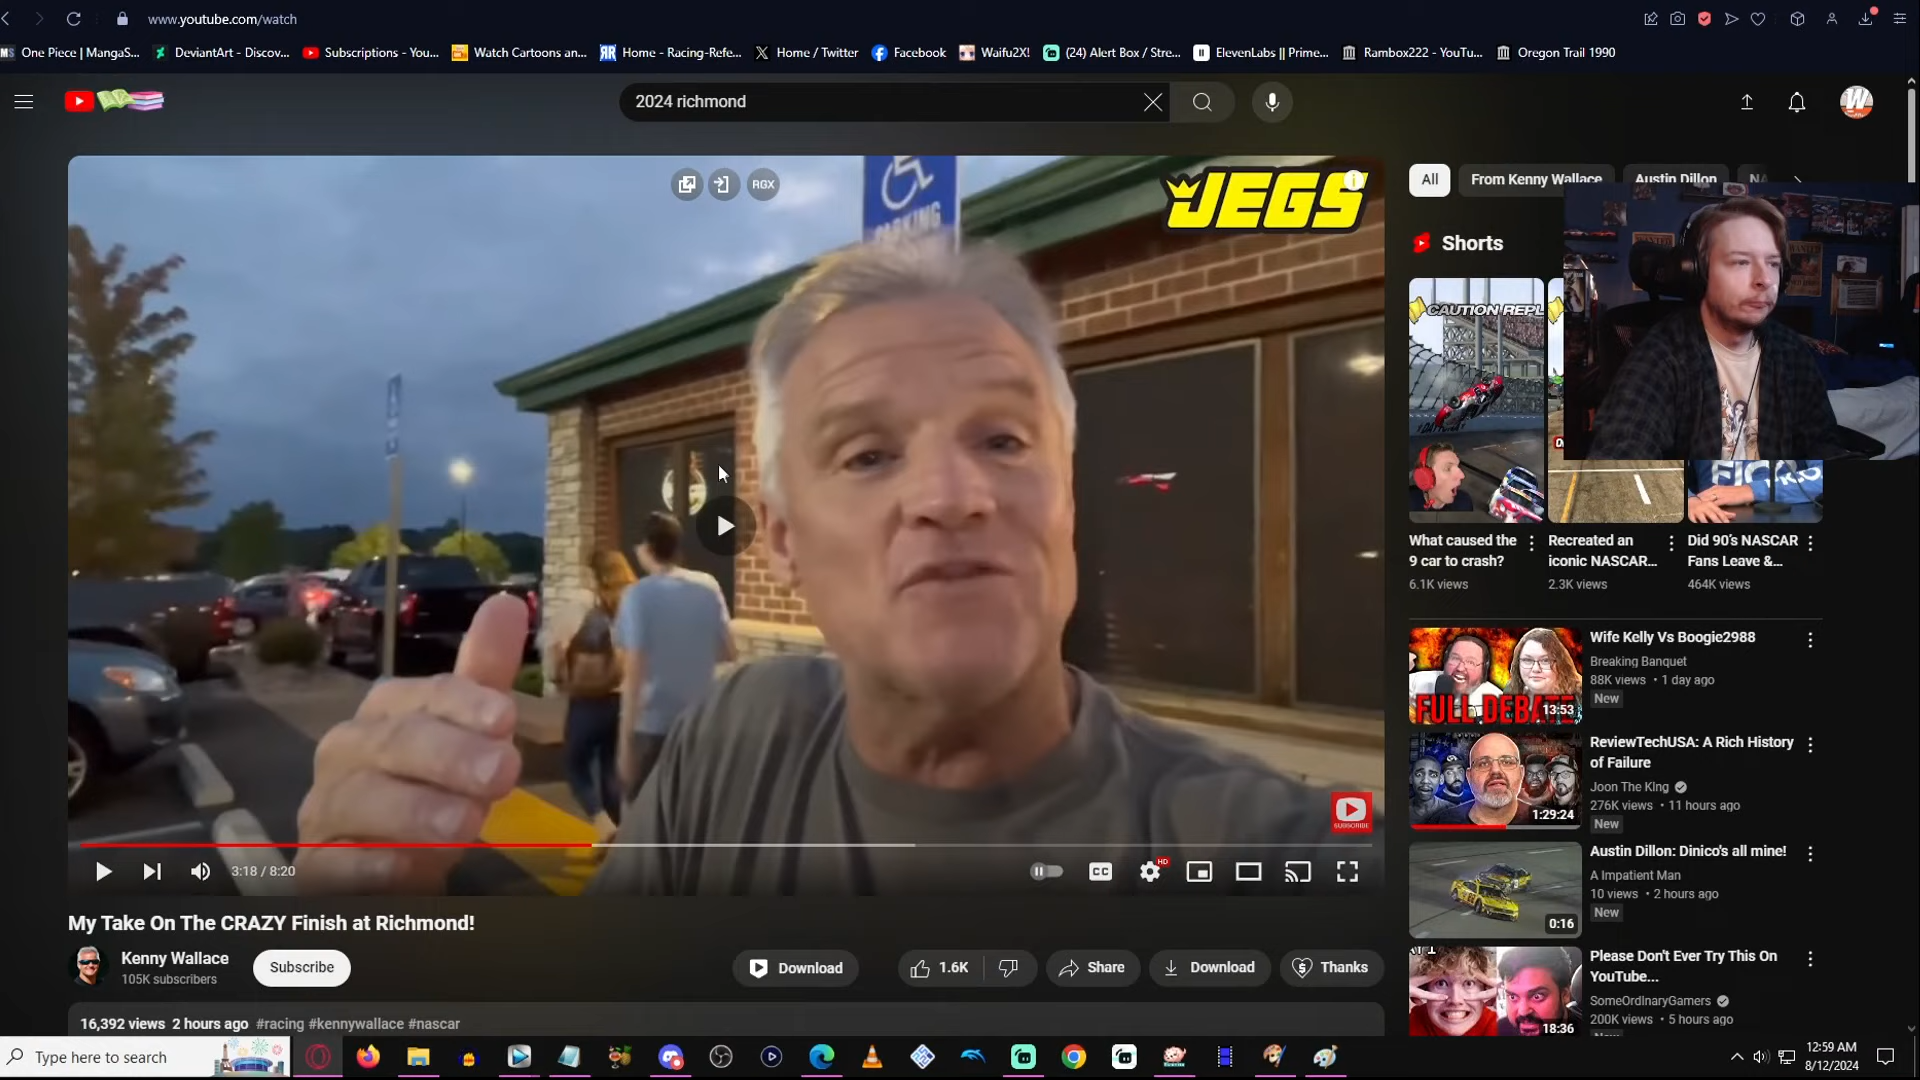 www.youtube.com/watch
One Piece | MangaS...
DeviantArt - Discov...
Subscriptions - You...
Watch Cartoons an...
Home - Racing-Refe...
Home / Twitter
Facebook
Waifu2X!
(24) Alert Box / Stre...
ElevenLabs || Prime...
Rambox222 - YouTu...
Oregon Trail 1990
2024 richmond
RGX
PARKING
JEGS
SUBSCRIBE
3:18 / 8:20
CC
HD
My Take On The CRAZY Finish at Richmond!
Kenny Wallace
105K subscribers
Subscribe
Download
1.6K
Share
Download
Thanks
16,392 views 2 hours ago #racing #kennywallace #nascar
All
From Kenny Wallace
Austin Dillon
Shorts
CAUTION REPL
What caused the
9 car to crash?
6.1K views
Recreated an
iconic NASCAR...
2.3K views
Did 90's NASCAR
Fans Leave &...
464K views
FULL DEBATE
13:53
Wife Kelly Vs Boogie2988
Breaking Banquet
88K views • 1 day ago
New
1:29:24
ReviewTechUSA: A Rich History
of Failure
Joon The King
276K views • 11 hours ago
New
0:16
Austin Dillon: Dinico's all mine!
A Impatient Man
10 views • 2 hours ago
New
18:36
Please Don't Ever Try This On
YouTube...
SomeOrdinaryGamers
200K views • 5 hours ago
Type here to search
12:59 AM
8/12/2024